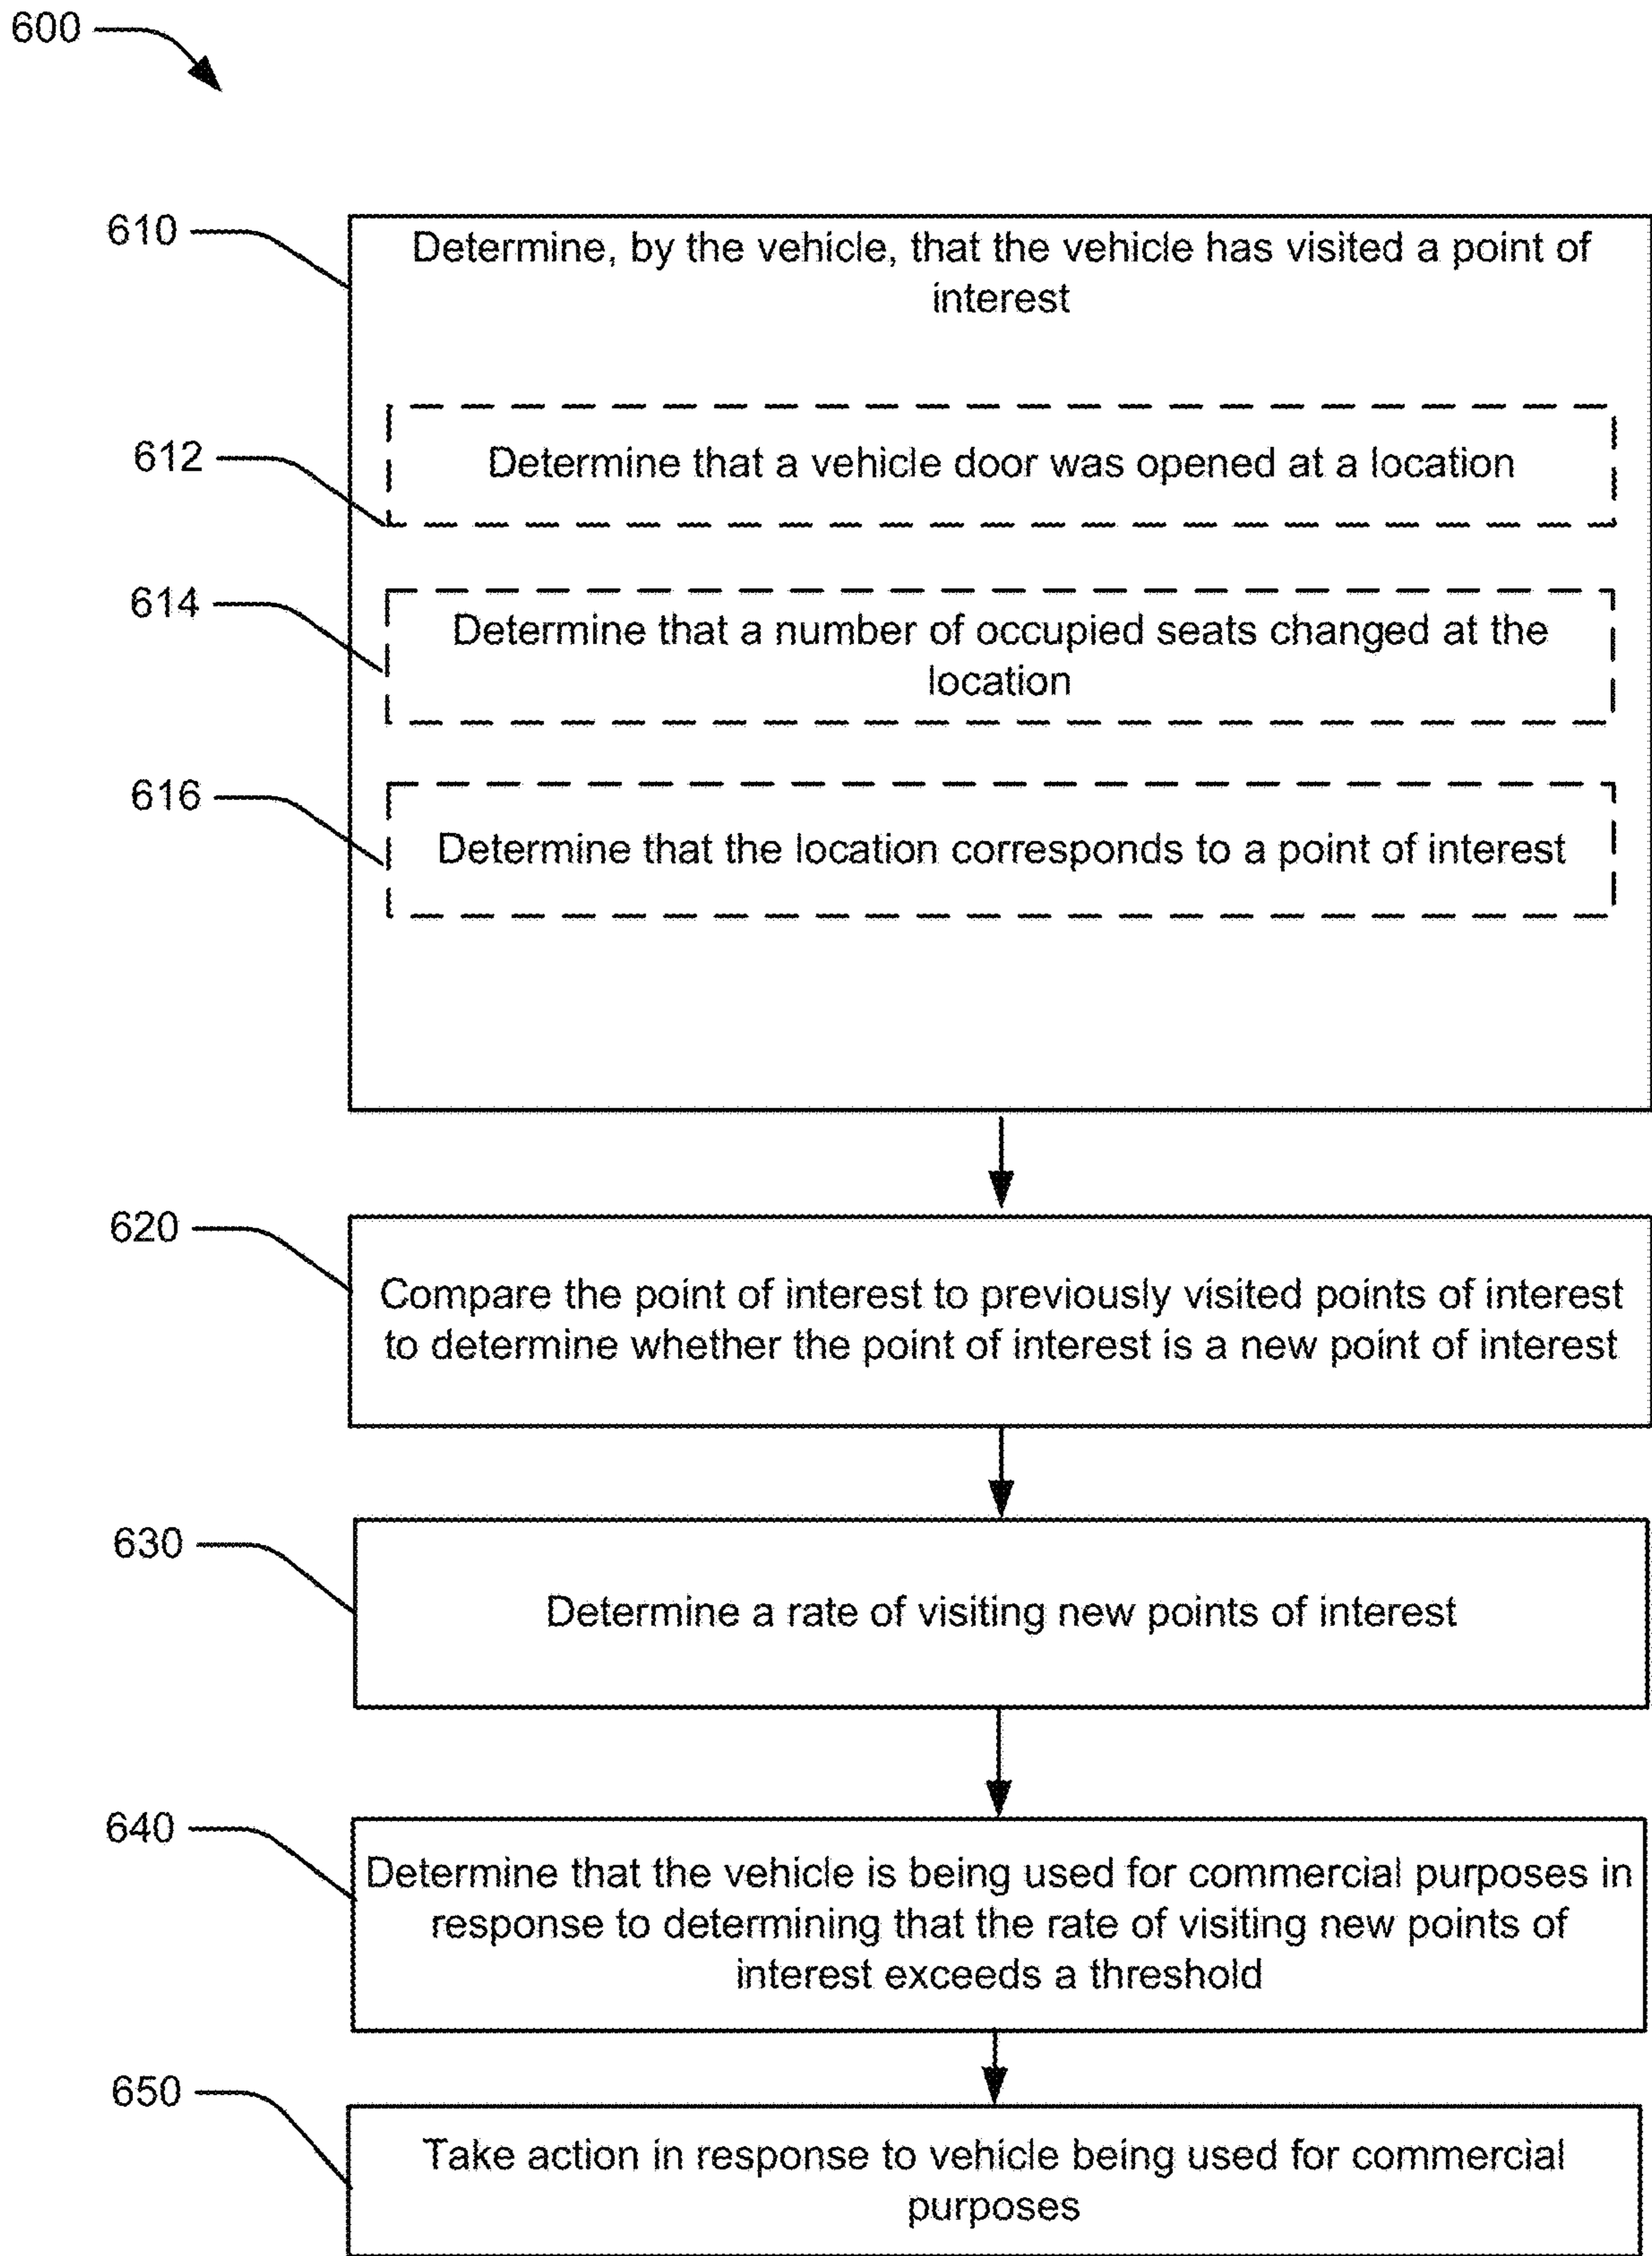 600
610
Determine, by the vehicle, that the vehicle has visited a point of
interest
612
Determine that a vehicle door was opened at a location
614
Determine that a number of occupied seats changed at the
location
616
Determine that the location corresponds to a point of interest
620
Compare the point of interest to previously visited points of interest
to determine whether the point of interest is a new point of interest
630
Determine a rate of visiting new points of interest
640
Determine that the vehicle is being used for commercial purposes in
response to determining that the rate of visiting new points of
interest exceeds a threshold
650
Take action in response to vehicle being used for commercial
purposes